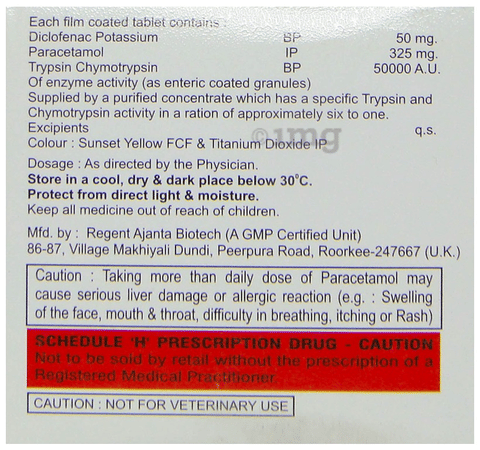 Each film coated tablet contains :
Diclofenac Potassium BP 50 mg.
Paracetamol IP 325 mg.
Trypsin Chymotrypsin BP 50000 A.U.
Of enzyme activity (as enteric coated granules)
Supplied by a purified concentrate which has a specific Trypsin and
Chymotrypsin activity in a ration of approximately six to one.
Excipients q.s.
Colour : Sunset Yellow FCF & Titanium Dioxide IP
©1mg
Dosage : As directed by the Physician.
Store in a cool, dry & dark place below 30°C.
Protect from direct light & moisture.
Keep all medicine out of reach of children.
Mfd. by : Regent Ajanta Biotech (A GMP Certified Unit)
86-87, Village Makhiyali Dundi, Peerpura Road, Roorkee-247667 (U.K.)
Caution : Taking more than daily dose of Paracetamol may
cause serious liver damage or allergic reaction (e.g. : Swelling
of the face, mouth & throat, difficulty in breathing, itching or Rash)
SCHEDULE 'H' PRESCRIPTION DRUG - CAUTION
Not to be sold by retail without the prescription of a
Registered Medical Practitioner.
CAUTION : NOT FOR VETERINARY USE